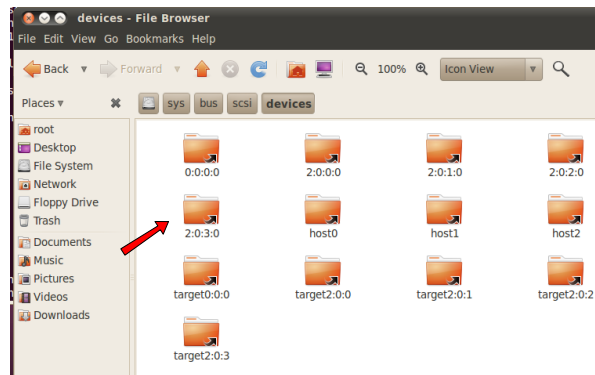 devices - File Browser
File Edit View Go Bookmarks Help
Back Forward 100% Icon View
Places sys bus scsi devices
root
Desktop
File System
Network
Floppy Drive
Trash
Documents
Music
Pictures
Videos
Downloads
0:0:0:0 2:0:0:0 2:0:1:0 2:0:2:0
2:0:3:0 host0 host1 host2
target0:0:0 target2:0:0 target2:0:1 target2:0:2
target2:0:3